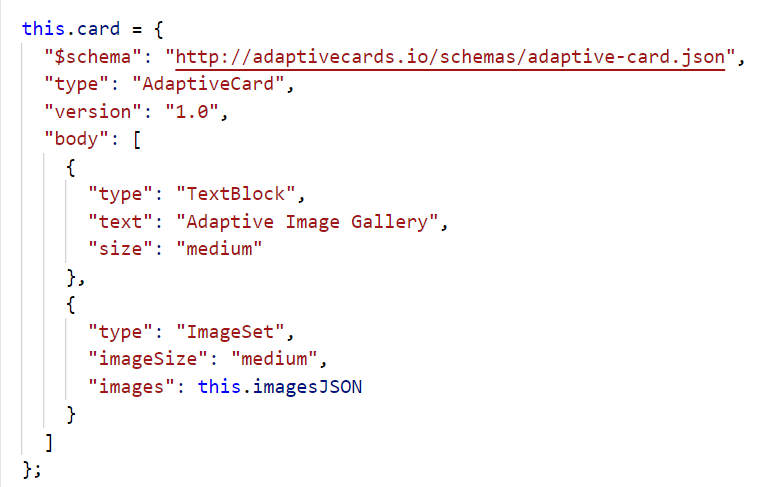 this.card = {
  "$schema": "http://adaptivecards.io/schemas/adaptive-card.json",
  "type": "AdaptiveCard",
  "version": "1.0",
  "body": [
    {
      "type": "TextBlock",
      "text": "Adaptive Image Gallery",
      "size": "medium"
    },
    {
      "type": "ImageSet",
      "imageSize": "medium",
      "images": this.imagesJSON
    }
  ]
};